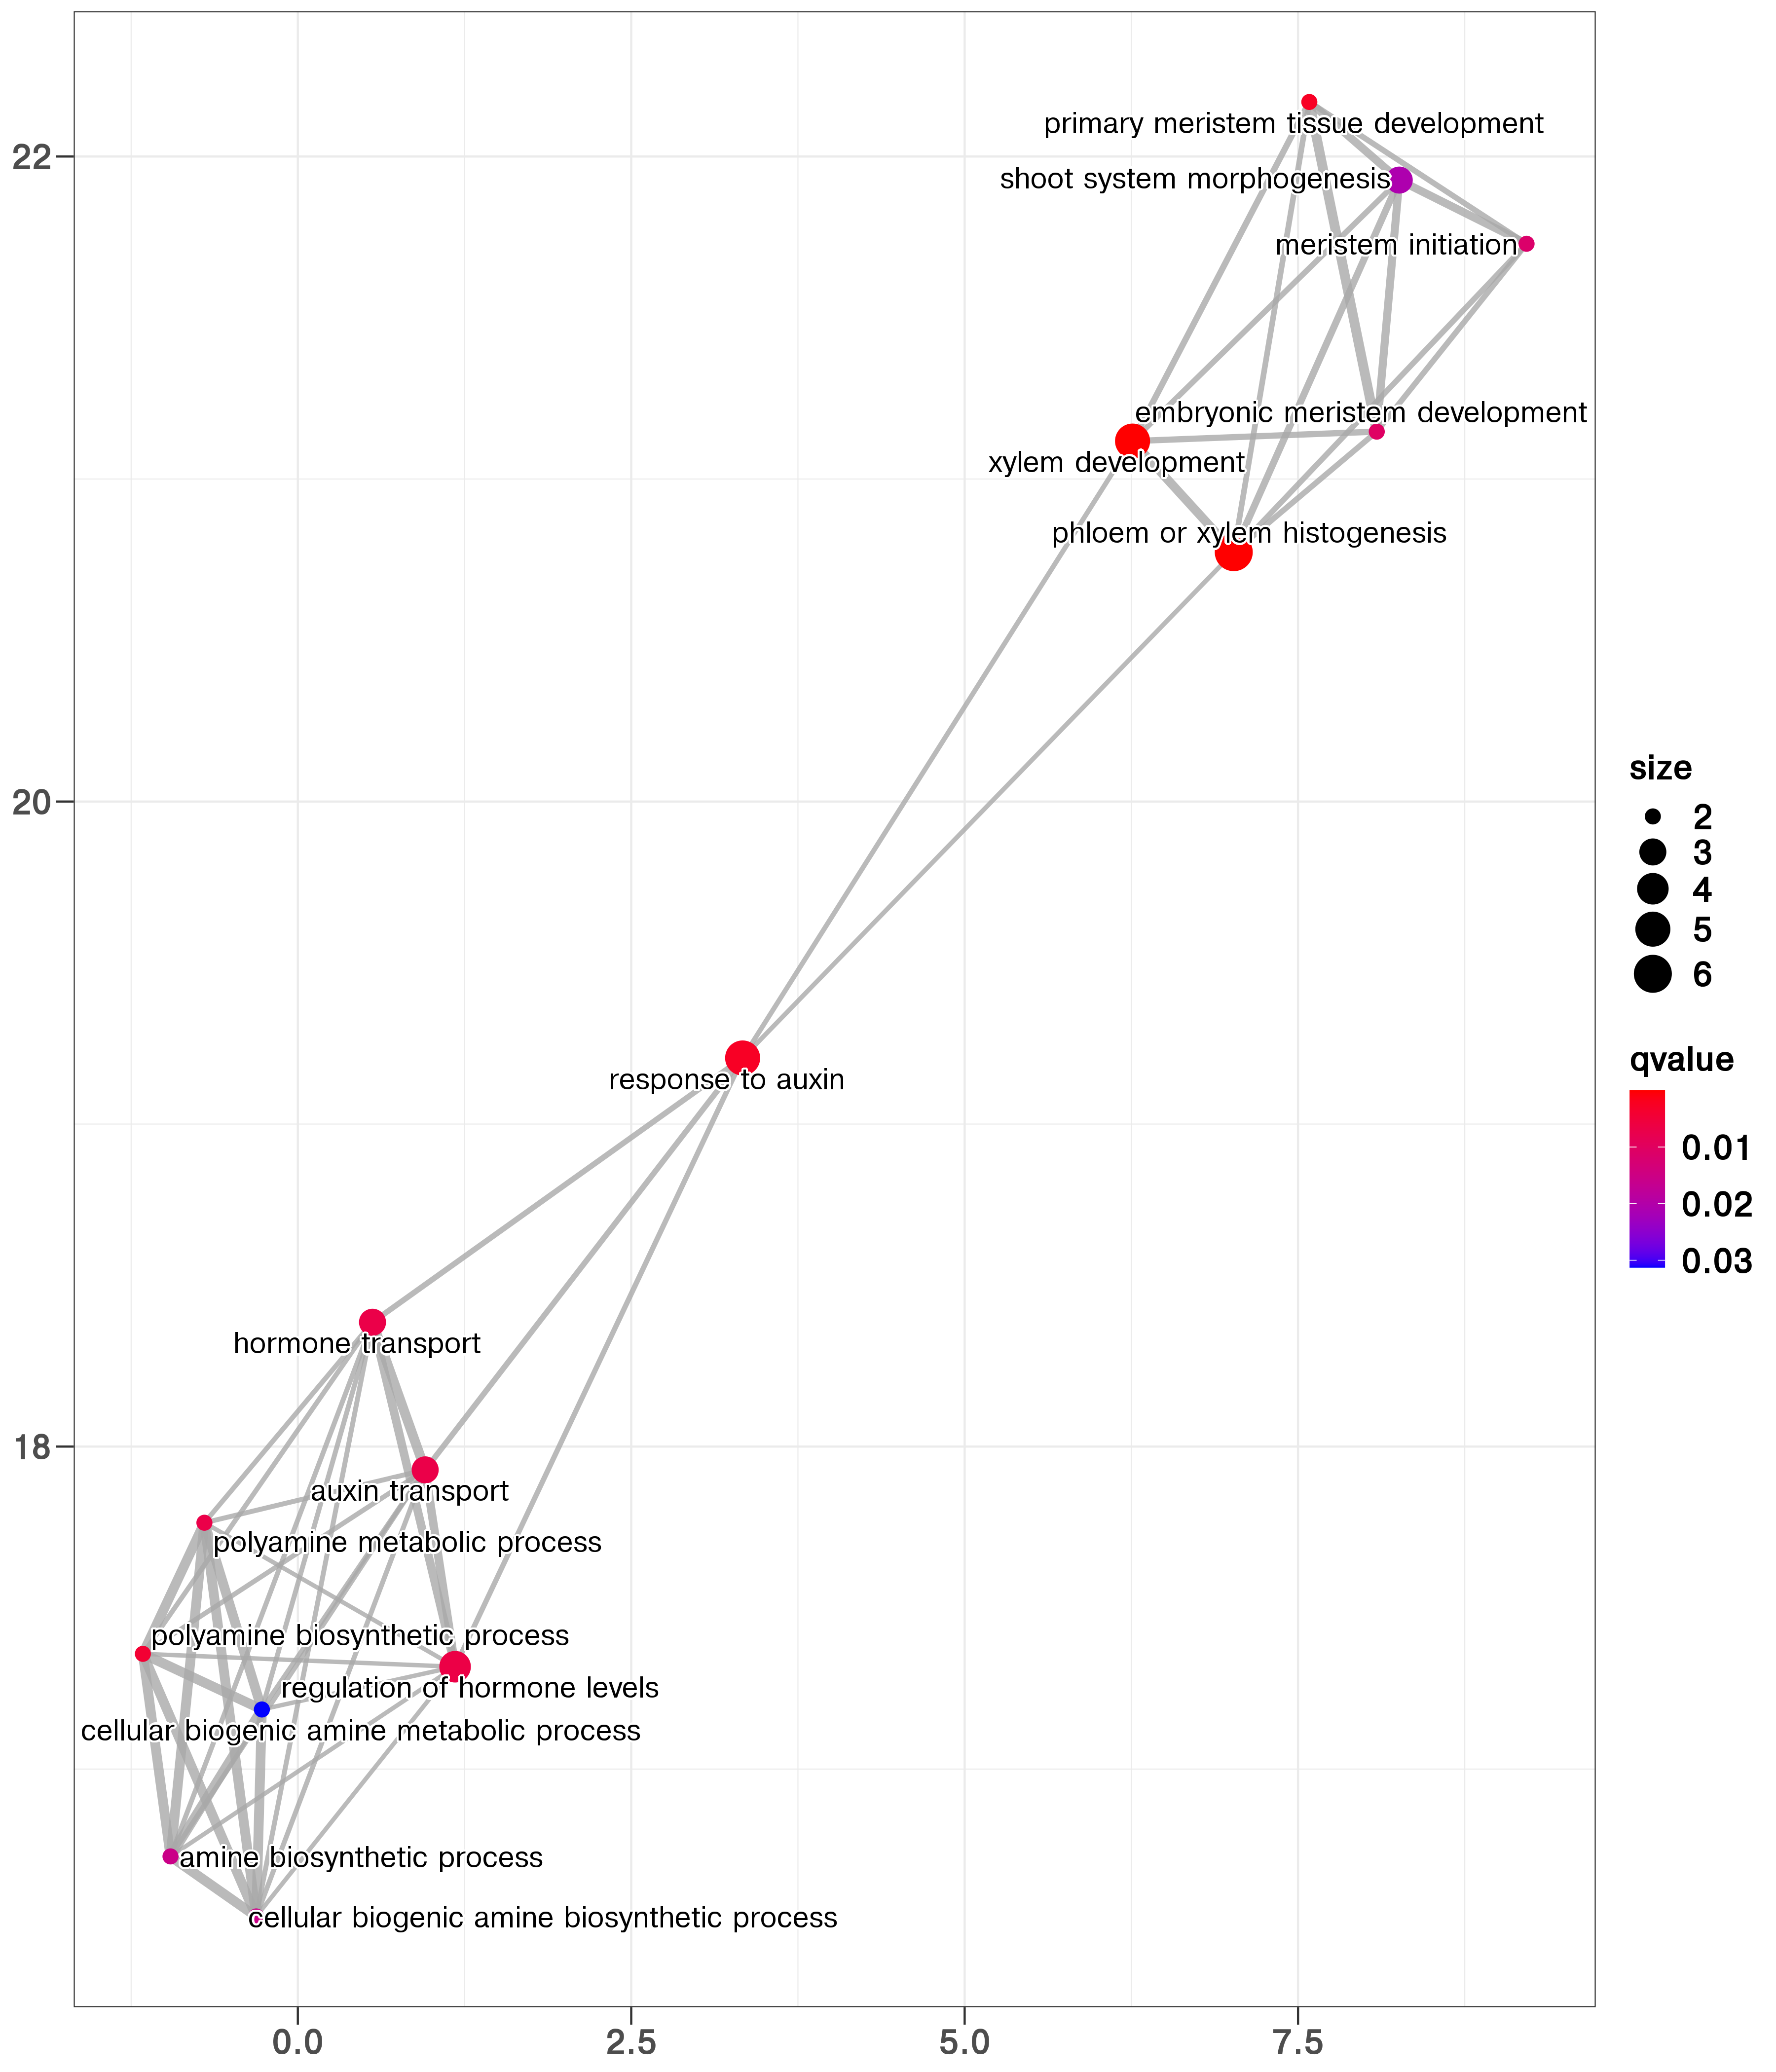 primary meristem tissue development
22
shoot system morphogenesis
meristem initiation
embryonic meristem development
xylem development
phloem or xylem histogenesis
size
2
20
3
4
5
6
qvalue
response to auxin
0.01
0.02
0.03
hormone transport
18
auxin transport
polyamine metabolic process
polyamine biosynthetic process
regulation of hormone levels
cellular biogenic amine metabolic process
amine biosynthetic process
cellular biogenic amine biosynthetic process
0.0 2.5 5.0 7.5